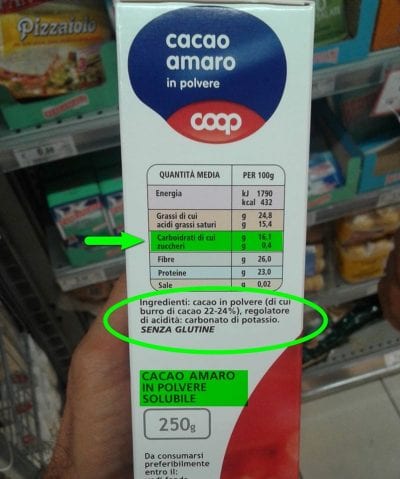 Pizzaiolo
cacao
amaro
in polvere
coop
QUANTITÀ MEDIA PER 100g
Energia kJ 1790
kcal 432
Grassi di cui g 24,8
acidi grassi saturi g 15,4
Carboidrati di cui g 16,1
zuccheri g 0,4
Fibre g 26,0
Proteine g 23,0
Sale g 0,02
Ingredienti: cacao in polvere (di cui
burro di cacao 22-24%), regolatore
di acidità: carbonato di potassio.
SENZA GLUTINE
CACAO AMARO
IN POLVERE
SOLUBILE
250g
Da consumarsi
preferibilmente
entro il: